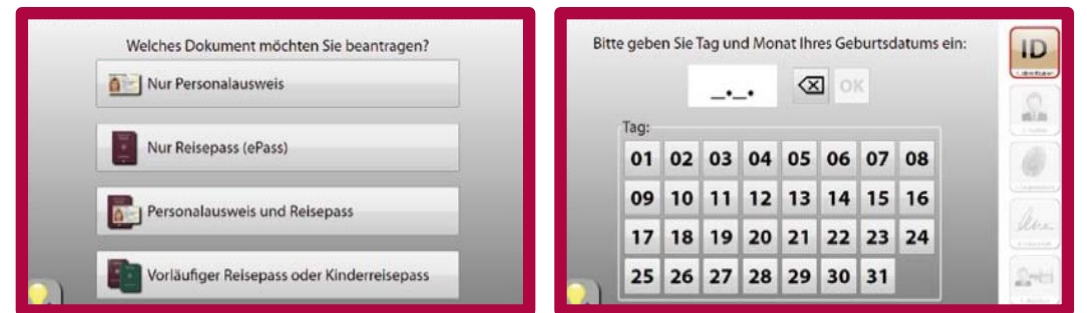 Welches Dokument möchten Sie beantragen?
Nur Personalausweis
Nur Reisepass (ePass)
Personalausweis und Reisepass
Vorläufiger Reisepass oder Kinderreisepass
Bitte geben Sie Tag und Monat Ihres Geburtsdatums ein:
_._.
OK
Tag:
01 02 03 04 05 06 07 08
09 10 11 12 13 14 15 16
17 18 19 20 21 22 23 24
25 26 27 28 29 30 31
ID